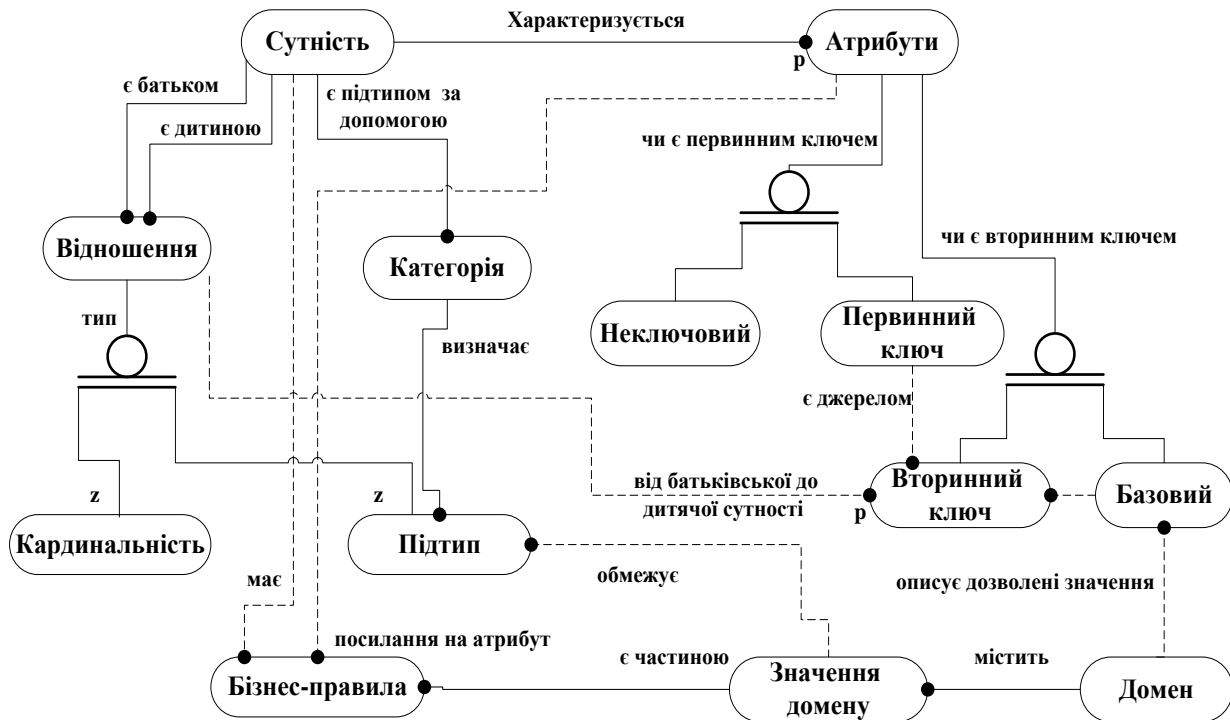 Характеризується
Сутність
Атрибути
р
є батьком
є підтипом за
допомогою
є дитиною
чи є первинним ключем
чи є вторинним ключем
Відношення
Категорія
Неключовий
Первинний
ключ
тип
визначає
є джерелом
від батьківської до
дитячої сутності
z
z
р
Вторинний
ключ
Базовий
Кардинальність
Підтип
має
обмежує
описує дозволені значення
посилання на атрибут
є частиною
містить
Бізнес-правила
Значення
домену
Домен